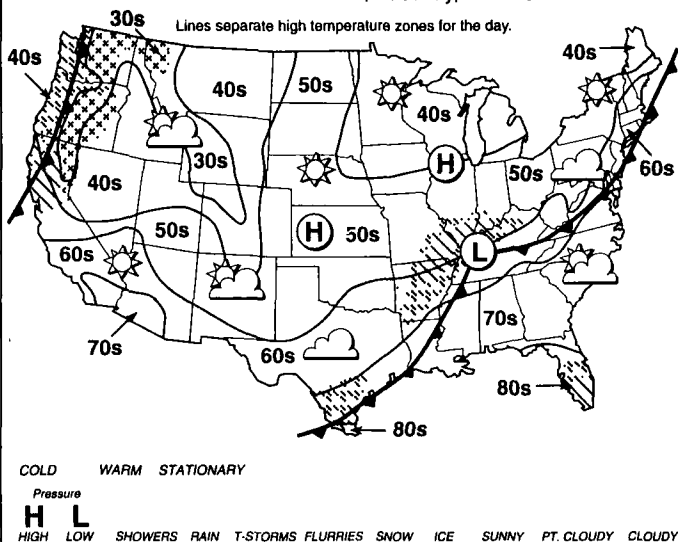 Lines separate high temperature zones for the day.
30s
40s
40s
50s
40s
40s
30s
H
50s
60s
40s
50s
H
50s
60s
L
70s
60s
70s
80s
80s
COLD WARM STATIONARY
Pressure
H L
HIGH LOW SHOWERS RAIN T-STORMS FLURRIES SNOW ICE SUNNY PT. CLOUDY CLOUDY